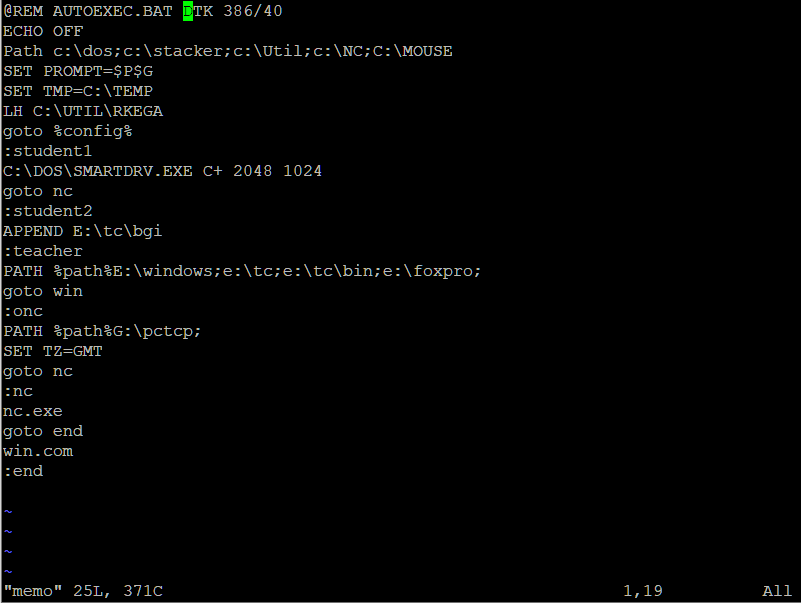 @REM AUTOEXEC.BAT DTK 386/40
ECHO OFF
Path c:\dos;c:\stacker;c:\Util;c:\NC;C:\MOUSE
SET PROMPT=$P$G
SET TMP=C:\TEMP
LH C:\UTIL\RKEGA
goto %config%
:student1
C:\DOS\SMARTDRV.EXE C+ 2048 1024
goto nc
:student2
APPEND E:\tc\bgi
:teacher
PATH %path%E:\windows;e:\tc;e:\tc\bin;e:\foxpro;
goto win
:onc
PATH %path%G:\pctcp;
SET TZ=GMT
goto nc
:nc
nc.exe
goto end
win.com
:end
~
~
~
~
"memo" 25L, 371C 1,19 All